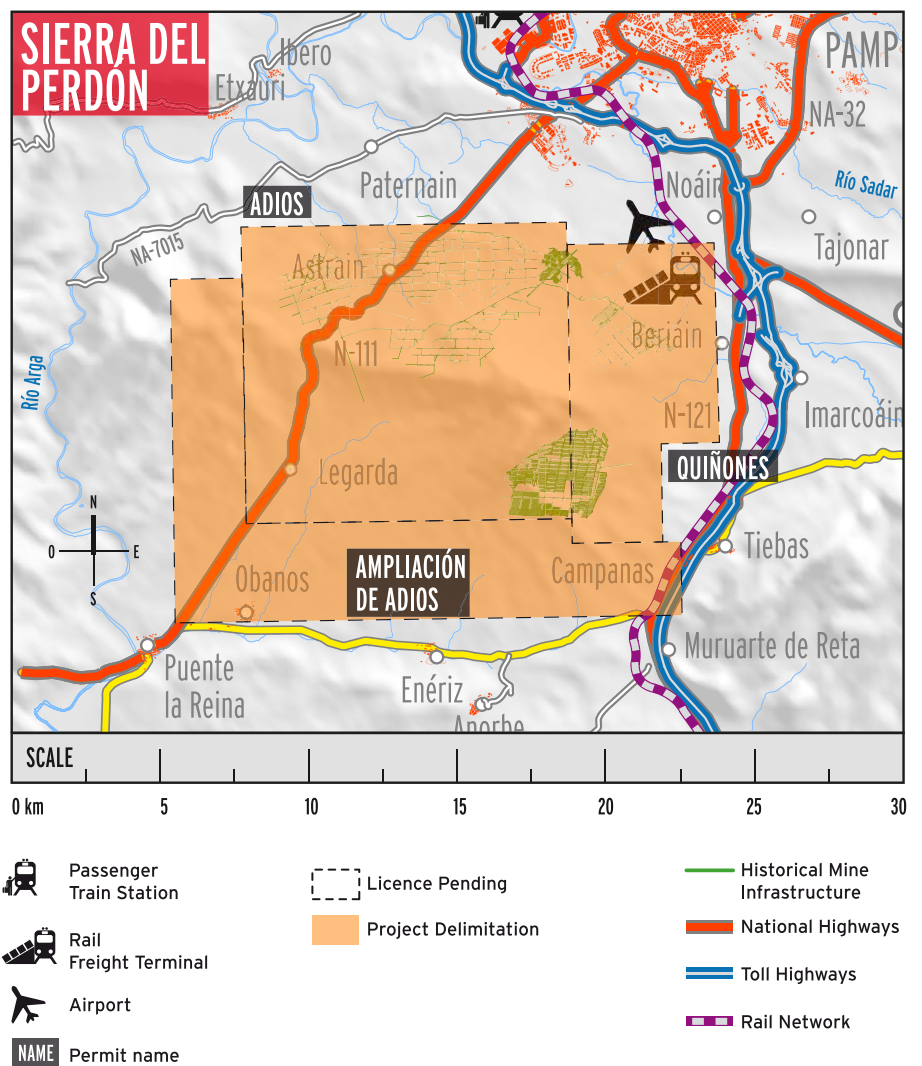 SIERRA DEL
PERDÓN
Ibero
Etxauri
PAMP
NA-32
Paternain
Noáin
Río Sadar
ADIOS
Tajonar
NA-7015
Astrain
Río Arga
N-111
Beriáin
N-121
Imarcoáin
Legarda
QUIÑONES
N
O
E
S
Tiebas
Obanos
AMPLIACIÓN
DE ADIOS
Campanas
Puente
la Reina
Muruarte de Reta
Enériz
Anorbe
SCALE
0 km
5
10
15
20
25
30
Passenger
Train Station
Rail
Freight Terminal
Airport
NAME
Permit name
Licence Pending
Project Delimitation
Historical Mine
Infrastructure
National Highways
Toll Highways
Rail Network